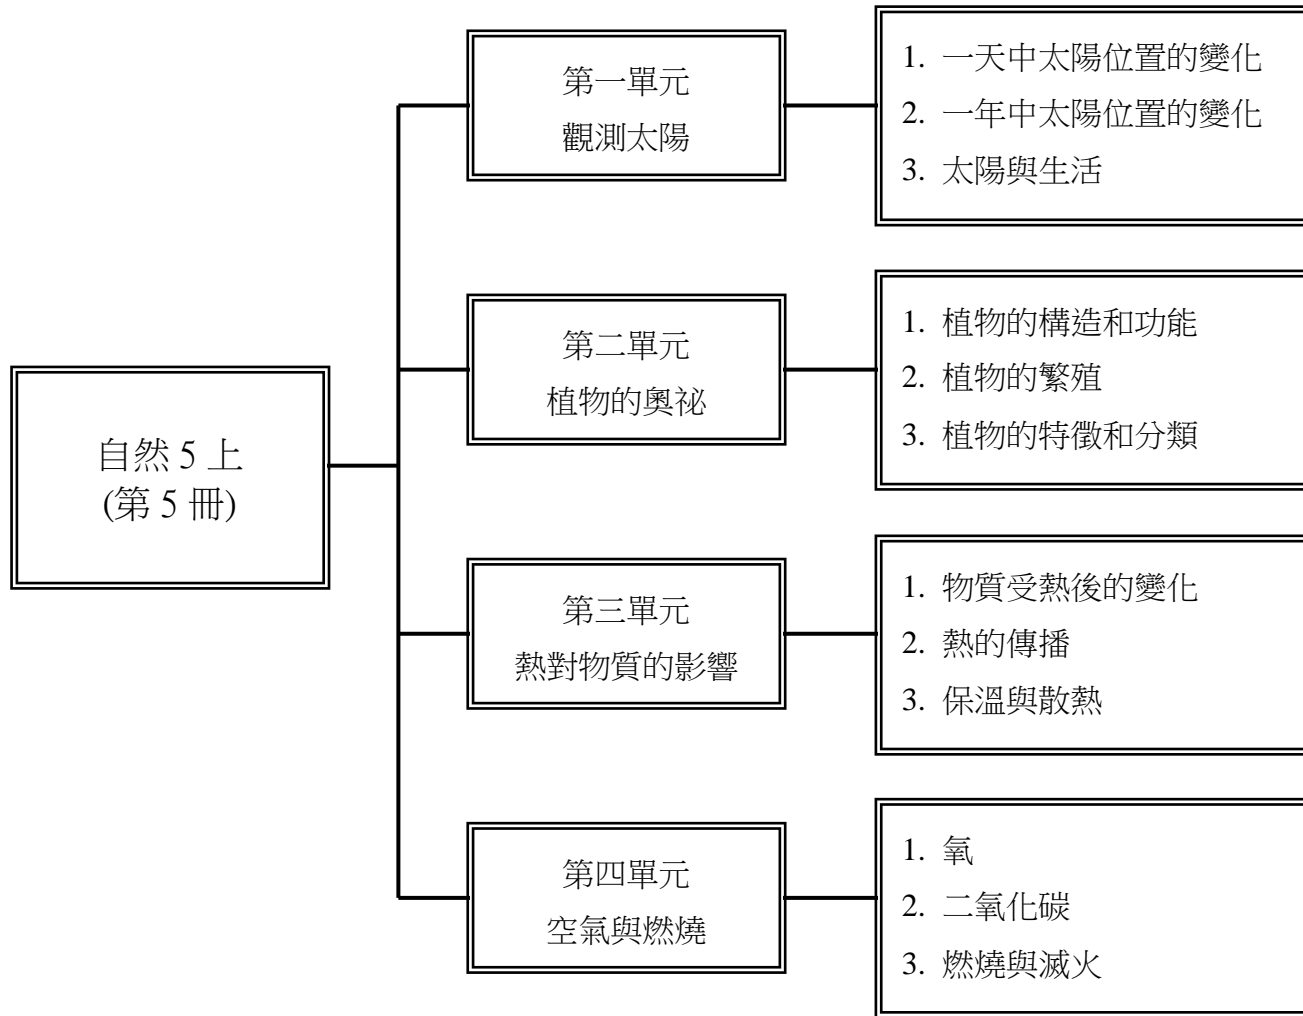 自然 5 上
(第 5 冊)
第一單元
觀測太陽
1. 一天中太陽位置的變化
2. 一年中太陽位置的變化
3. 太陽與生活
第二單元
植物的奧祕
1. 植物的構造和功能
2. 植物的繁殖
3. 植物的特徵和分類
第三單元
熱對物質的影響
1. 物質受熱後的變化
2. 熱的傳播
3. 保溫與散熱
第四單元
空氣與燃燒
1. 氧
2. 二氧化碳
3. 燃燒與滅火